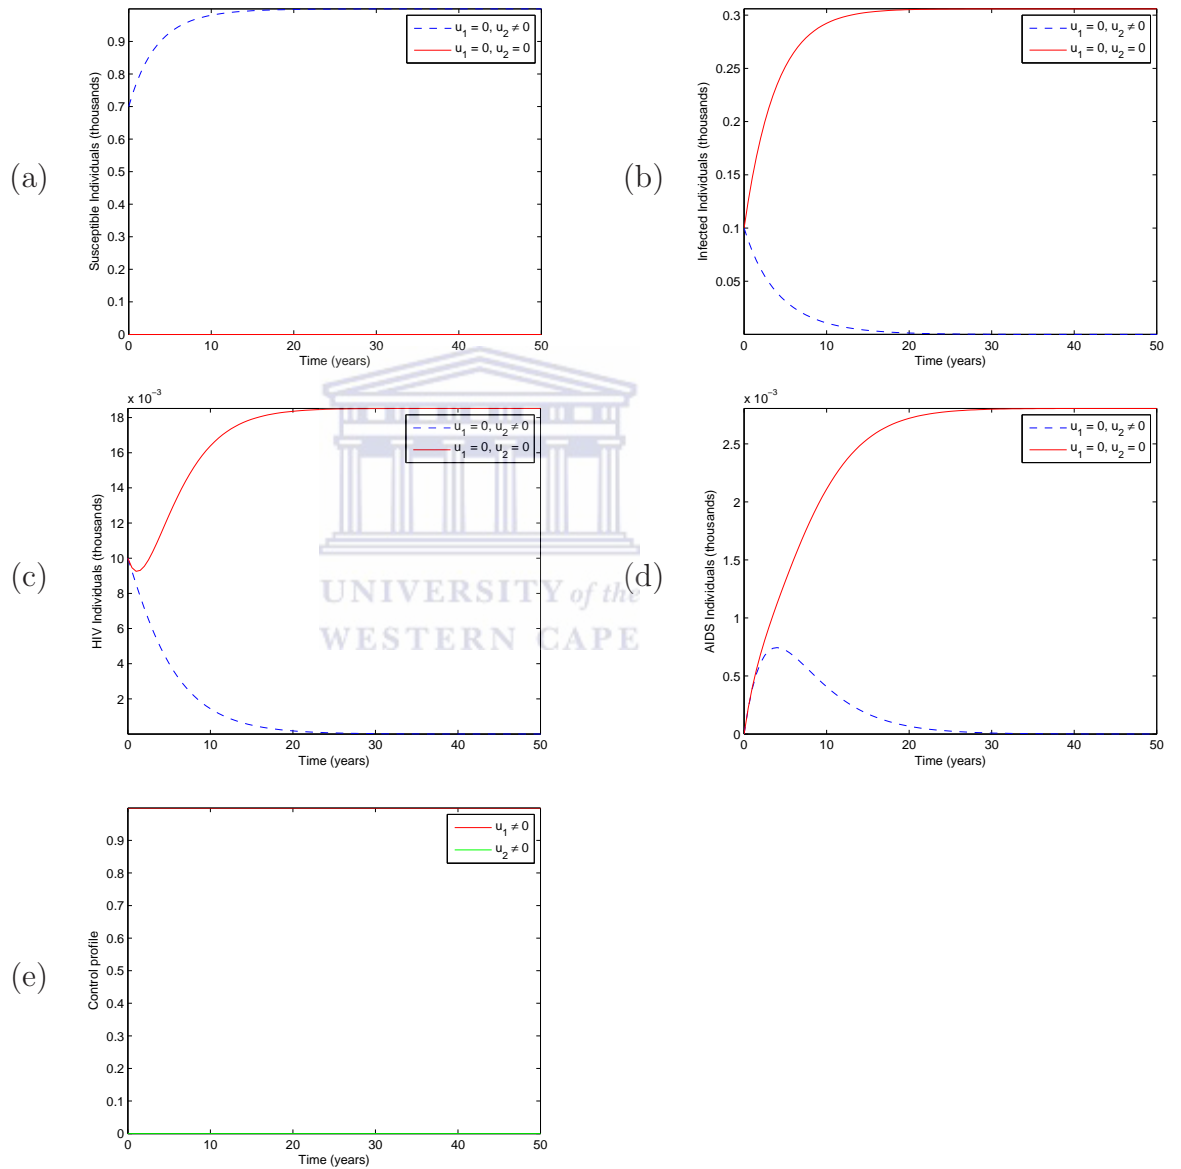 (a)
Susceptible Individuals (thousands)
0.9
0.8
0.7
0.6
0.5
0.4
0.3
0.2
0.1
0
0 10 20 30 40 50
Time (years)
u1 = 0, u2 ≠ 0
u1 = 0, u2 = 0
(b)
Infected Individuals (thousands)
0.3
0.25
0.2
0.15
0.1
0.05
0 10 20 30 40 50
Time (years)
u1 = 0, u2 ≠ 0
u1 = 0, u2 = 0
(c)
HIV Individuals (thousands)
x 10−3
18
16
14
12
10
8
6
4
2
0 10 20 30 40 50
Time (years)
u1 = 0, u2 ≠ 0
u1 = 0, u2 = 0
UNIVERSITY of the
WESTERN CAPE
(d)
AIDS Individuals (thousands)
x 10−3
2.5
2
1.5
1
0.5
0
0 10 20 30 40 50
Time (years)
u1 = 0, u2 ≠ 0
u1 = 0, u2 = 0
(e)
Control profile
0.9
0.8
0.7
0.6
0.5
0.4
0.3
0.2
0.1
0
0 10 20 30 40 50
Time (years)
u1 ≠ 0
u2 ≠ 0